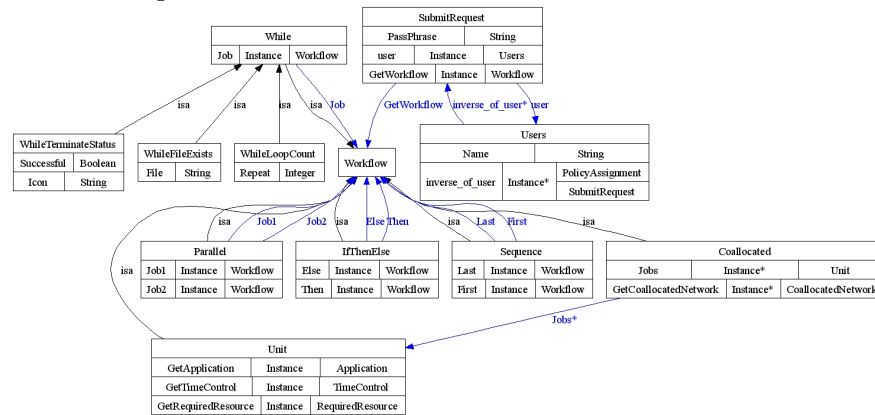 SubmitRequest
PassPhrase String
user Instance Users
GetWorkflow Instance Workflow
While
Job Instance Workflow
isa isa isa isa Job
GetWorkflow inverse_of_user* user
WhileTerminateStatus
Successful Boolean
Icon String
WhileFileExists
File String
WhileLoopCount
Repeat Integer
Workflow
Users
Name String
inverse_of_user Instance* PolicyAssignment
SubmitRequest
isa isa Job1 Job2 isa Else Then isa Last First isa
Parallel
Job1 Instance Workflow
Job2 Instance Workflow
IfThenElse
Else Instance Workflow
Then Instance Workflow
Sequence
Last Instance Workflow
First Instance Workflow
Coallocated
Jobs Instance* Unit
GetCoallocatedNetwork Instance* CoallocatedNetwork
Jobs*
Unit
GetApplication Instance Application
GetTimeControl Instance TimeControl
GetRequiredResource Instance RequiredResource